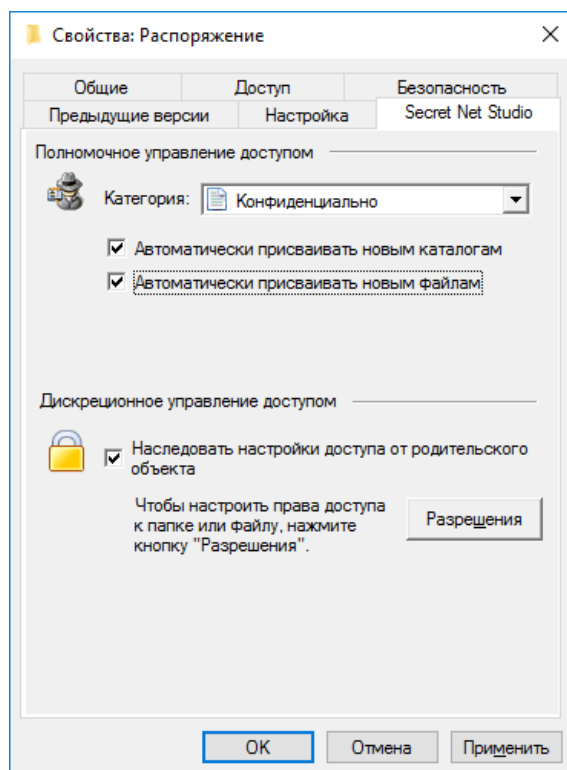 Свойства: Распоряжение
Общие
Доступ
Безопасность
Предыдущие версии
Настройка
Secret Net Studio
Полномочное управление доступом
Категория:
Конфиденциально
Автоматически присваивать новым каталогам
Автоматически присваивать новым файлам
Дискреционное управление доступом
Наследовать настройки доступа от родительского
объекта
Чтобы настроить права доступа
к папке или файлу, нажмите
кнопку "Разрешения".
Разрешения
OK
Отмена
Применить